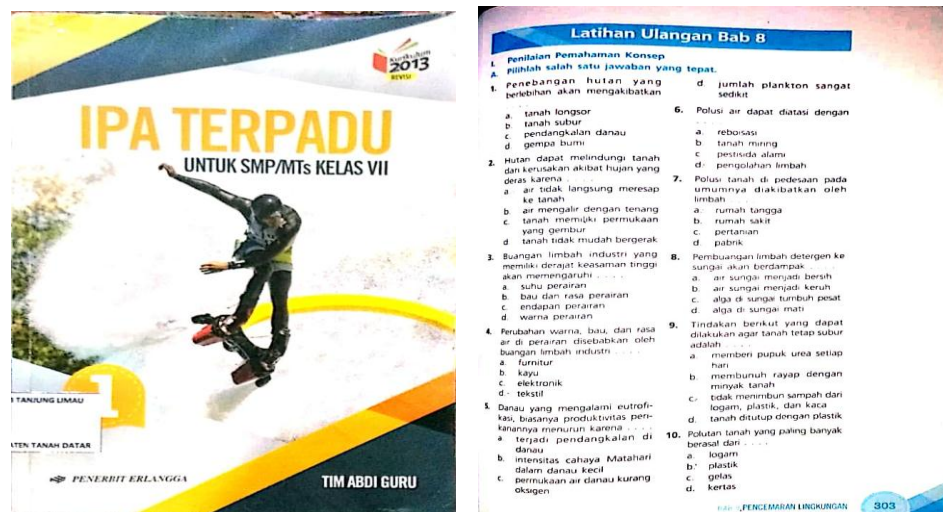 Kurikulum
2013
REVISI
IPA TERPADU
UNTUK SMP/MTs KELAS VII
1
TANJUNG LIMAU
TEN TANAH DATAR
PENERBIT ERLANGGA
TIM ABDI GURU
Latihan Ulangan Bab 8
I. Penilaian Pemahaman Konsep
A. Pilihlah salah satu jawaban yang tepat.
1. Penebangan hutan yang
berlebihan akan mengakibatkan
. . . .
a. tanah longsor
b. tanah subur
c. pendangkalan danau
d. gempa bumi
2. Hutan dapat melindungi tanah
dari kerusakan akibat hujan yang
deras karena . . . .
a. air tidak langsung meresap
ke tanah
b. air mengalir dengan tenang
c. tanah memiliki permukaan
yang gembur
d. tanah tidak mudah bergerak
3. Buangan limbah industri yang
memiliki derajat keasaman tinggi
akan memengaruhi . . . .
a. suhu perairan
b. bau dan rasa perairan
c. endapan perairan
d. warna perairan
4. Perubahan warna, bau, dan rasa
air di perairan disebabkan oleh
buangan limbah industri . . . .
a. furnitur
b. kayu
c. elektronik
d. tekstil
5. Danau yang mengalami eutrofi-
kasi, biasanya produktivitas peri-
kanannya menurun karena . . . .
a. terjadi pendangkalan di
danau
b. intensitas cahaya Matahari
dalam danau kecil
c. permukaan air danau kurang
oksigen
d. jumlah plankton sangat
sedikit
6. Polusi air dapat diatasi dengan
. . . .
a. reboisasi
b. tanah miring
c. pestisida alami
d. pengolahan limbah
7. Polusi tanah di pedesaan pada
umumnya diakibatkan oleh
limbah . . . .
a. rumah tangga
b. rumah sakit
c. pertanian
d. pabrik
8. Pembuangan limbah detergen ke
sungai akan berdampak . . . .
a. air sungai menjadi bersih
b. air sungai menjadi keruh
c. alga di sungai tumbuh pesat
d. alga di sungai mati
9. Tindakan berikut yang dapat
dilakukan agar tanah tetap subur
adalah . . . .
a. memberi pupuk urea setiap
hari
b. membunuh rayap dengan
minyak tanah
c. tidak menimbun sampah dari
logam, plastik, dan kaca
d. tanah ditutup dengan plastik
10. Polutan tanah yang paling banyak
berasal dari . . . .
a. logam
b. plastik
c. gelas
d. kertas
PENCEMARAN LINGKUNGAN
303